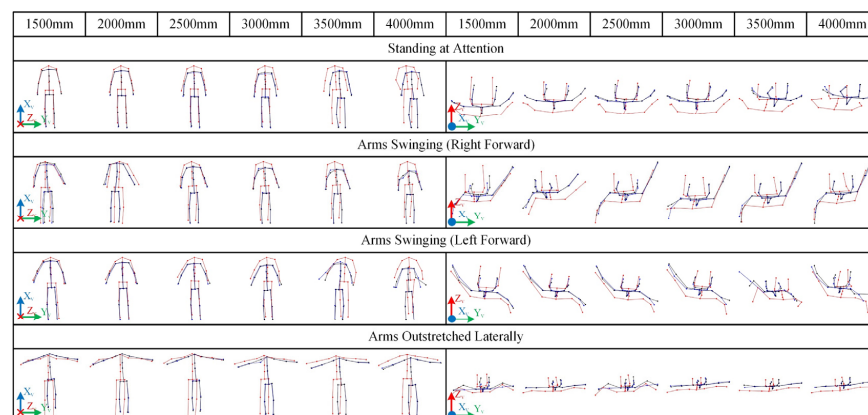 1500mm 2000mm 2500mm 3000mm 3500mm 4000mm 1500mm 2000mm 2500mm 3000mm 3500mm 4000mm
Standing at Attention
X
Z Y
Z
X Y
Arms Swinging (Right Forward)
X
Z Y
Z
X Y
Arms Swinging (Left Forward)
X
Z Y
Z
X Y
Arms Outstretched Laterally
X
Z Y
Z
X Y